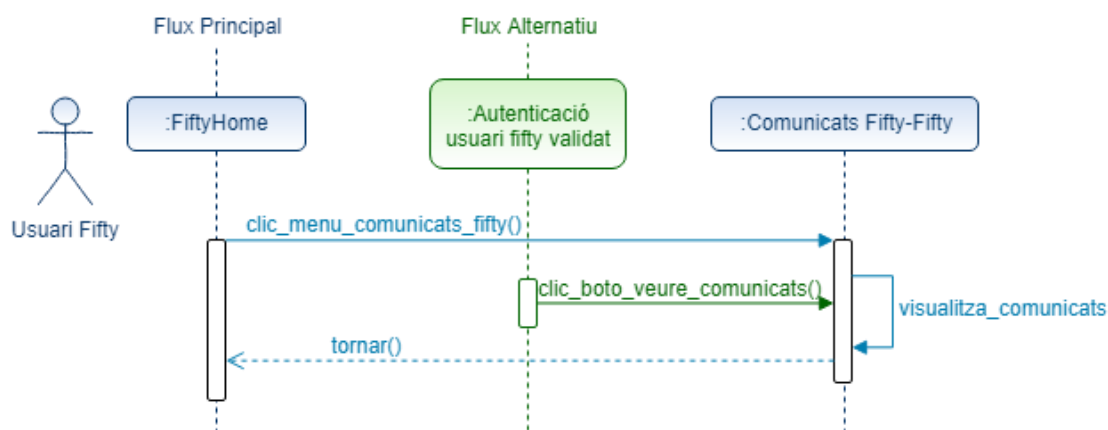 Flux Principal
Flux Alternatiu
:FiftyHome
:Autenticació
usuari fifty validat
:Comunicats Fifty-Fifty
Usuari Fifty
clic_menu_comunicats_fifty()
clic_boto_veure_comunicats()
visualitza_comunicats
tornar()